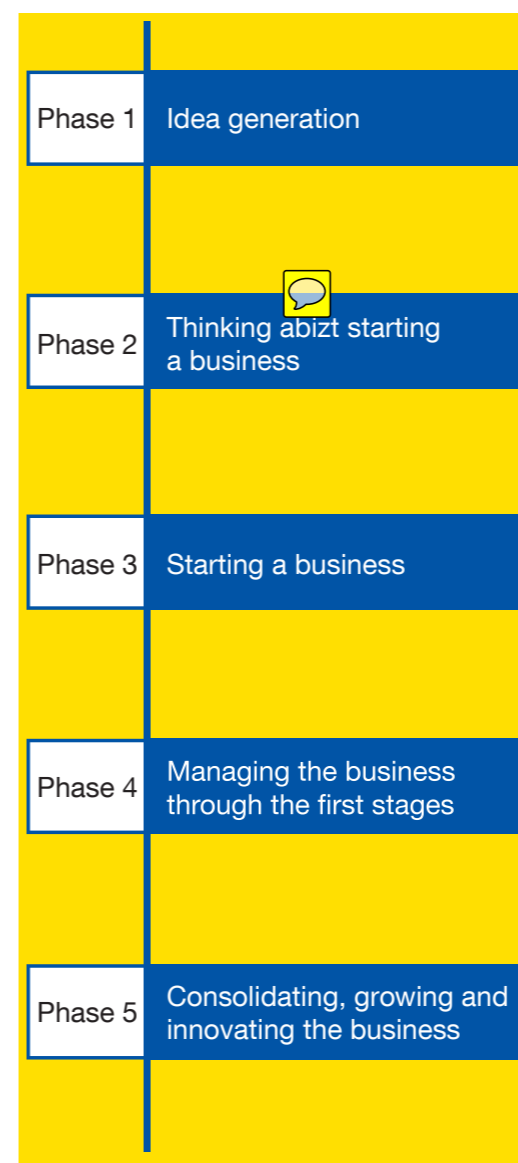 Phase 1
Idea generation
Phase 2
Thinking abizt starting
a business
Phase 3
Starting a business
Phase 4
Managing the business
through the first stages
Phase 5
Consolidating, growing and
innovating the business